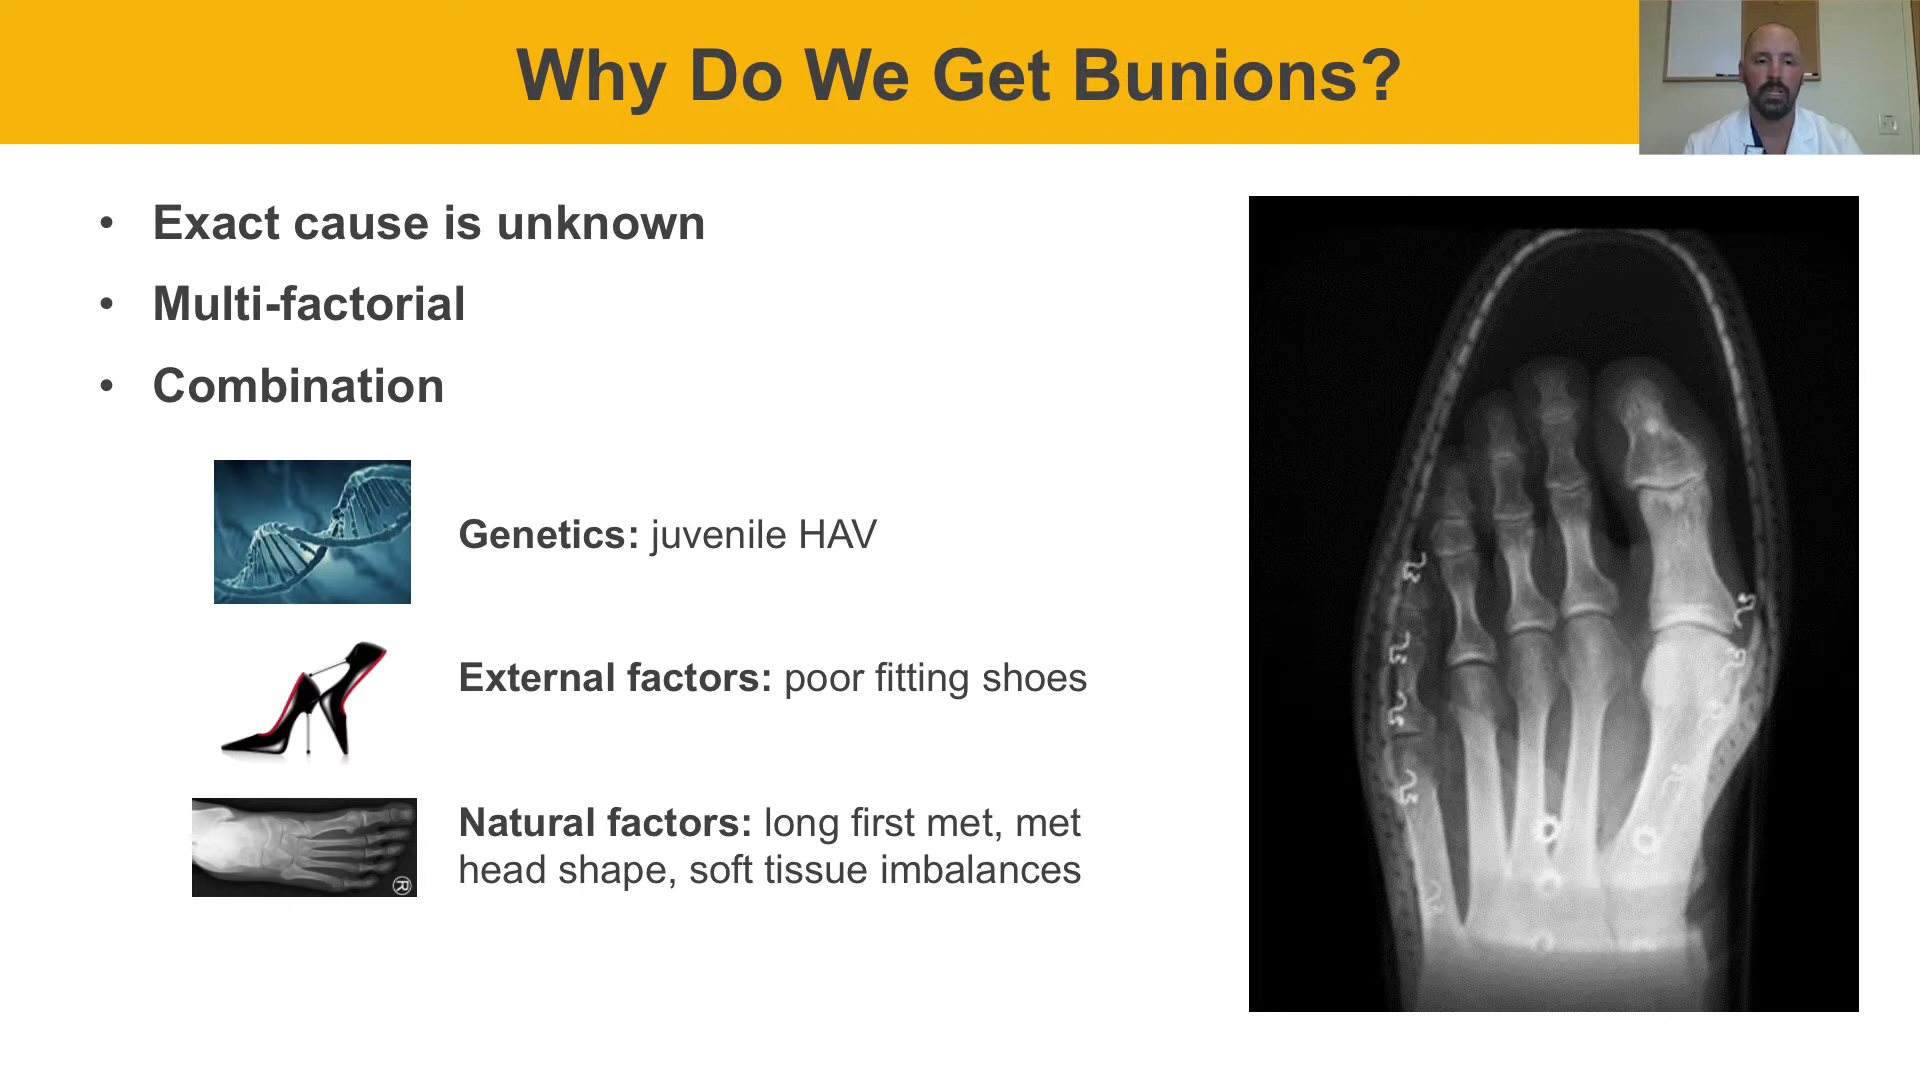 Why Do We Get Bunions?
• Exact cause is unknown
• Multi-factorial
• Combination
Genetics: juvenile HAV
External factors: poor fitting shoes
Natural factors: long first met, met
head shape, soft tissue imbalances
R